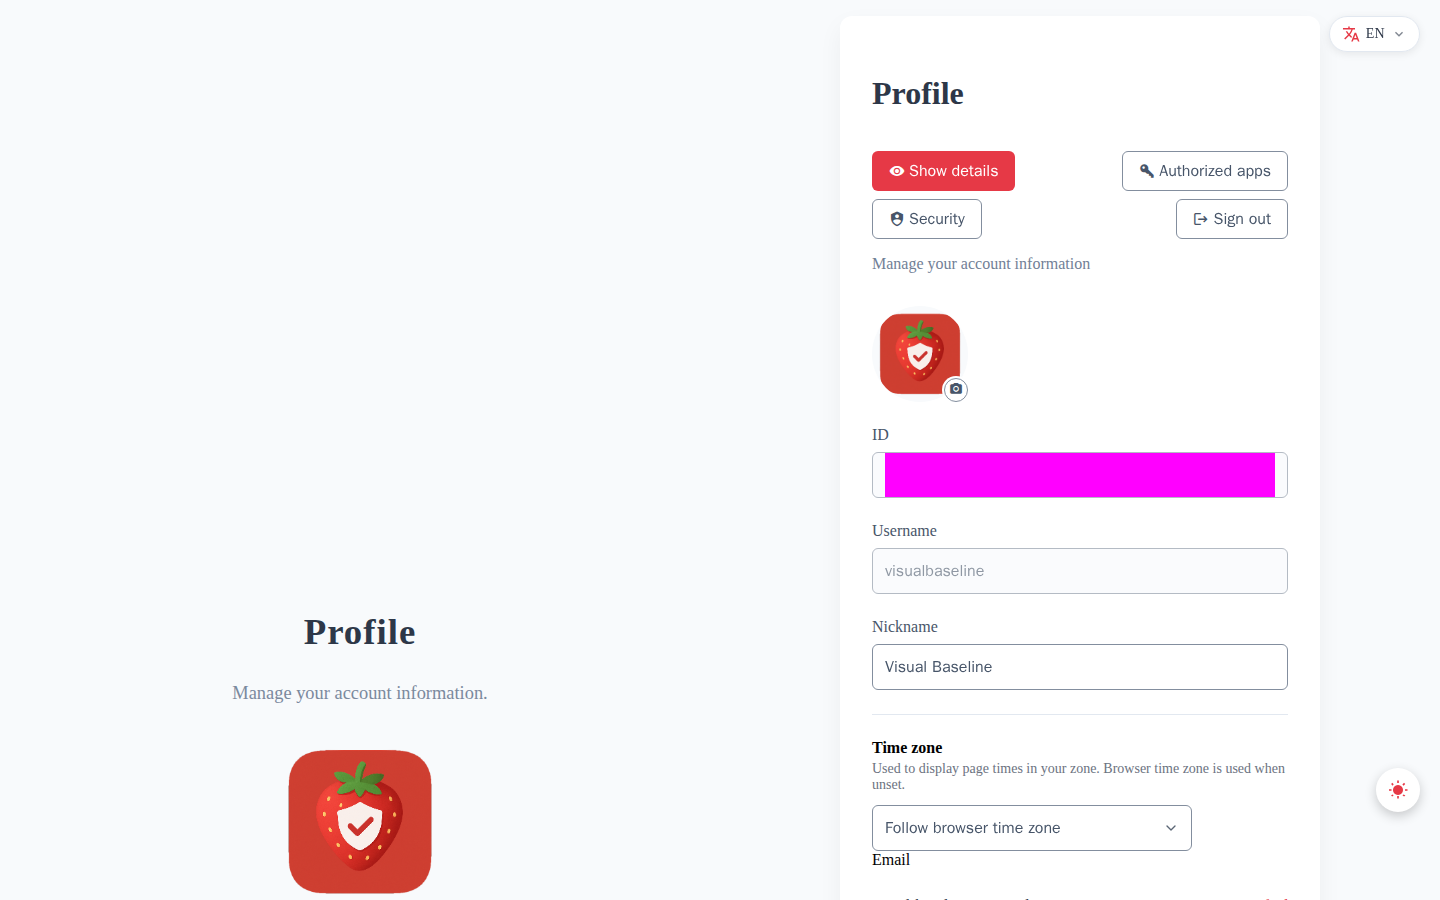 EN
Profile
Show details
Authorized apps
Security
Sign out
Manage your account information
ID
Username
visualbaseline
Nickname
Visual Baseline
Time zone
Used to display page times in your zone. Browser time zone is used when
unset.
Follow browser time zone
Email
Profile
Manage your account information.